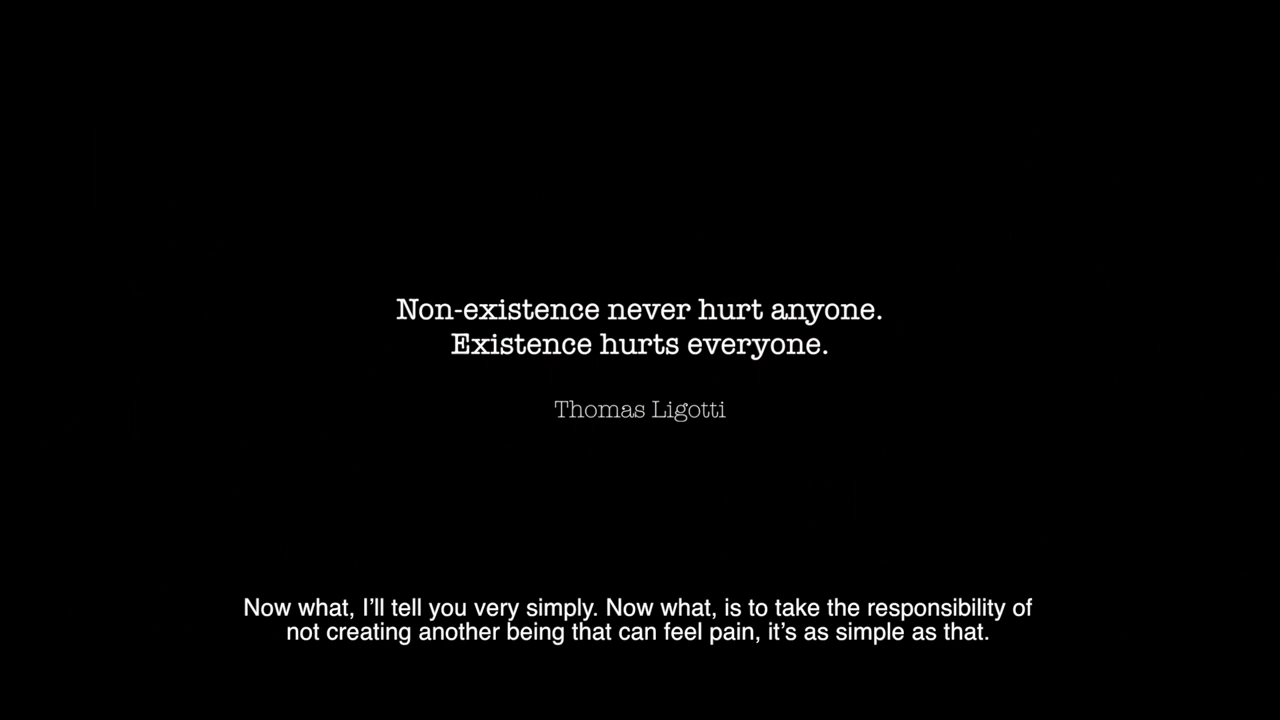 Non-existence never hurt anyone.
Existence hurts everyone.
Thomas Ligotti
Now what, I’ll tell you very simply. Now what, is to take the responsibility of
not creating another being that can feel pain, it’s as simple as that.